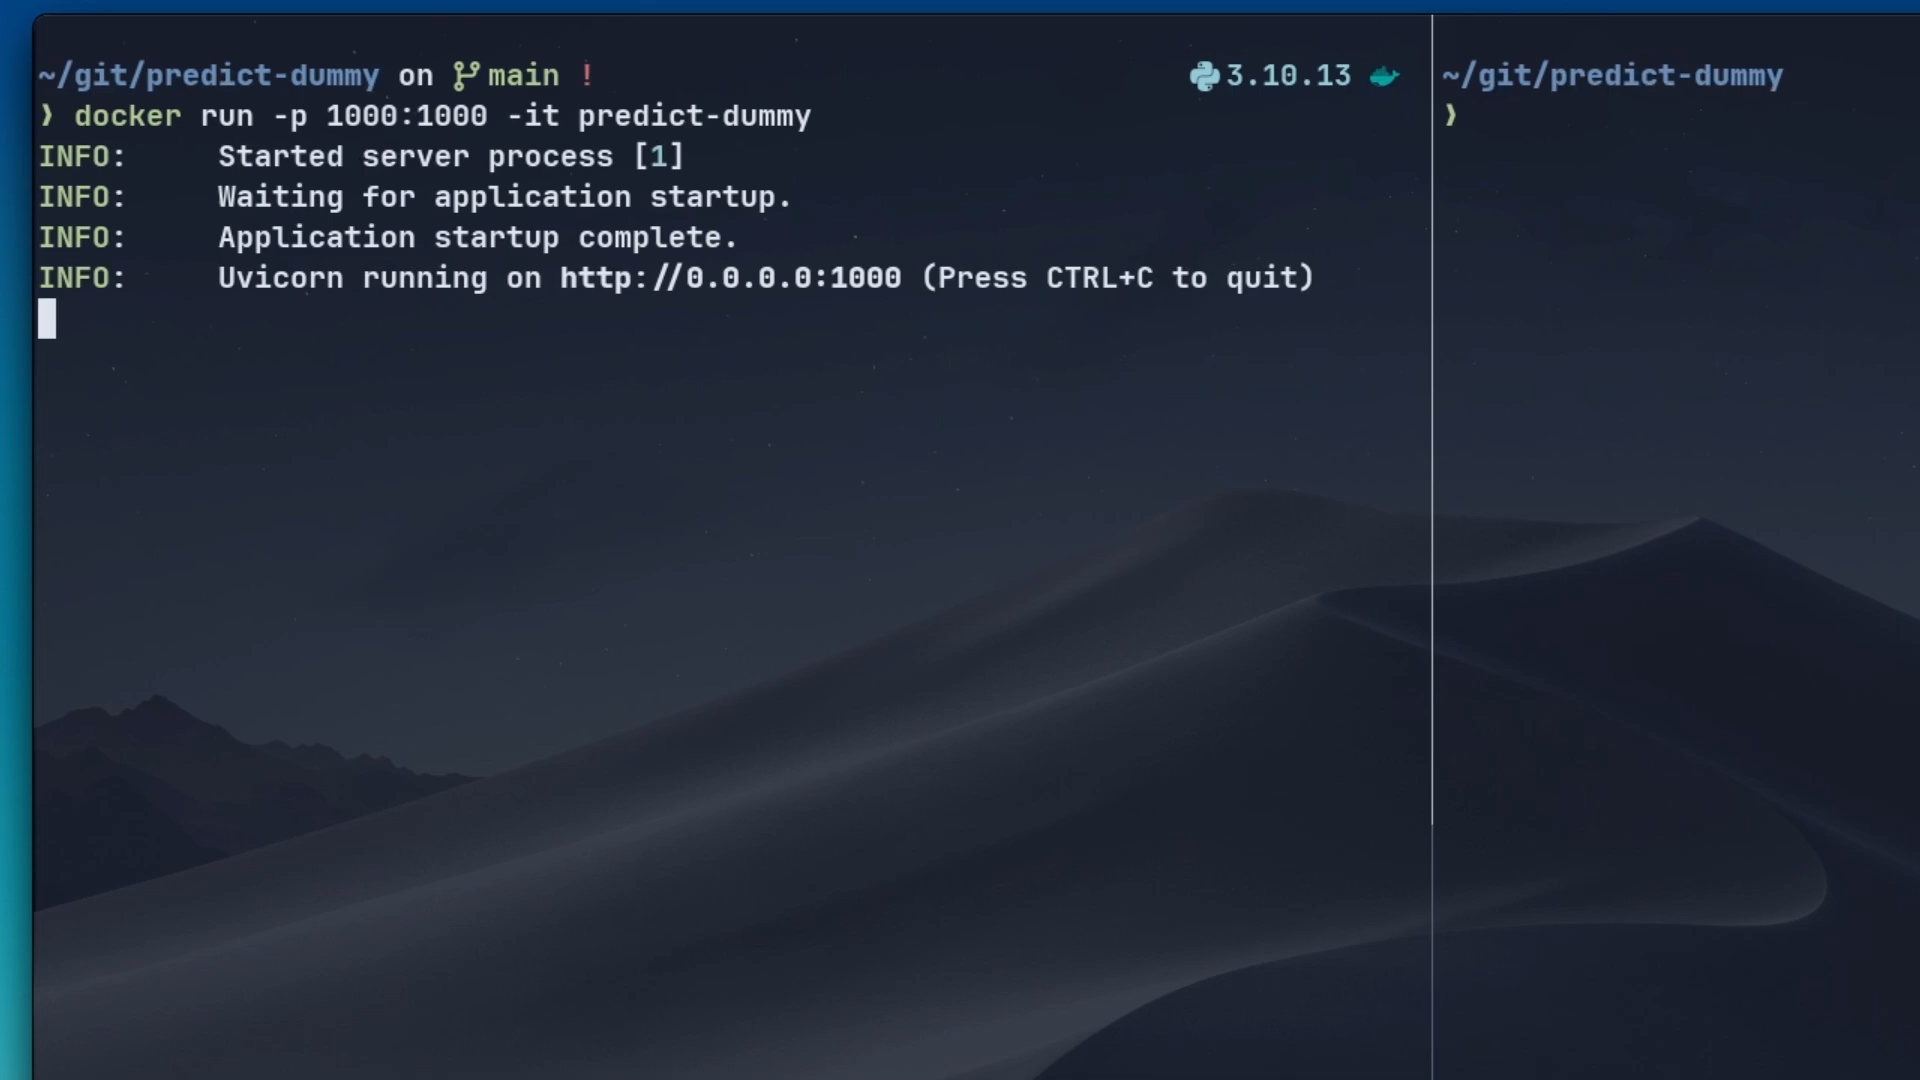 ~/git/predict-dummy on main !
3.10.13
❯ docker run -p 1000:1000 -it predict-dummy
INFO:     Started server process [1]
INFO:     Waiting for application startup.
INFO:     Application startup complete.
INFO:     Uvicorn running on http://0.0.0.0:1000 (Press CTRL+C to quit)
~/git/predict-dummy
❯